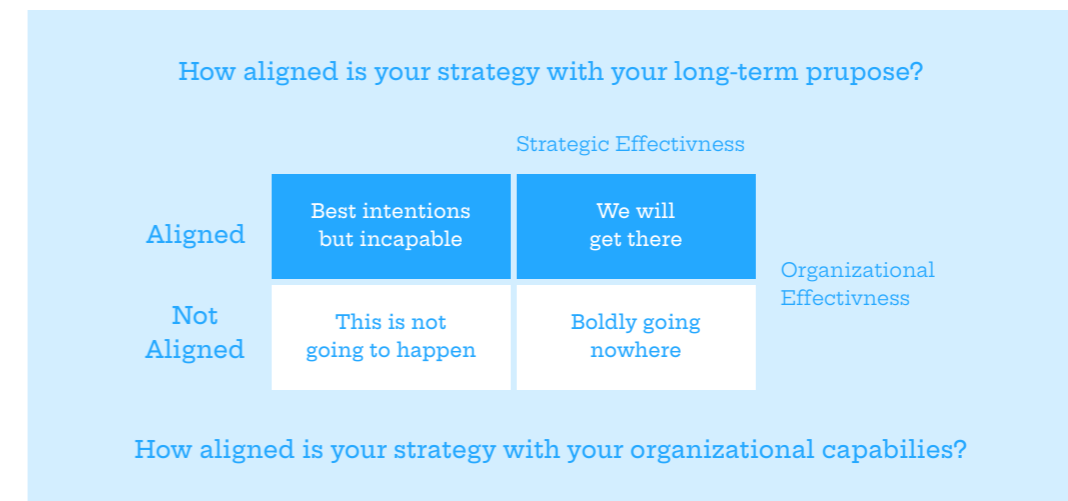 How aligned is your strategy with your long-term prupose?
Strategic Effectivness
Aligned
Best intentions
but incapable
We will
get there
Organizational
Effectivness
Not
Aligned
This is not
going to happen
Boldly going
nowhere
How aligned is your strategy with your organizational capabilies?